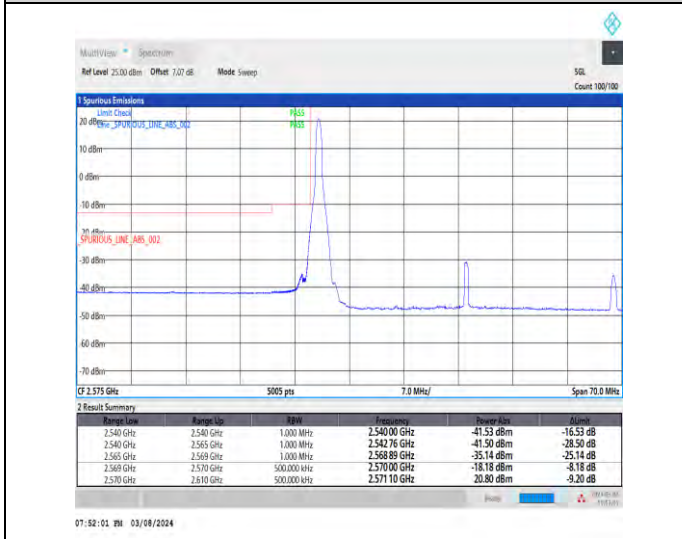 MultiView Spectrum
Ref Level 25.00 dBm Offset 7.07 dB Mode Sweep SGL
Count 100/100
1 Spurious Emissions
Limit Check PASS
20 dBm Line _SPURIOUS_LINE_ABS_002 PASS
10 dBm
0 dBm
-10 dBm
-20 dBm
_SPURIOUS_LINE_ABS_002
-30 dBm
-40 dBm
-50 dBm
-60 dBm
-70 dBm
CF 2.575 GHz 5005 pts 7.0 MHz/ Span 70.0 MHz
2 Result Summary
Range Low Range Up RBW Frequency Power Abs ΔLimit
2.540 GHz 2.540 GHz 1.000 MHz 2.540 00 GHz -41.53 dBm -16.53 dB
2.540 GHz 2.565 GHz 1.000 MHz 2.542 76 GHz -41.50 dBm -28.50 dB
2.565 GHz 2.569 GHz 1.000 MHz 2.568 89 GHz -35.14 dBm -25.14 dB
2.569 GHz 2.570 GHz 500.000 kHz 2.570 00 GHz -18.18 dBm -8.18 dB
2.570 GHz 2.610 GHz 500.000 kHz 2.571 10 GHz 20.80 dBm -9.20 dB
07:52:01 PM 03/08/2024